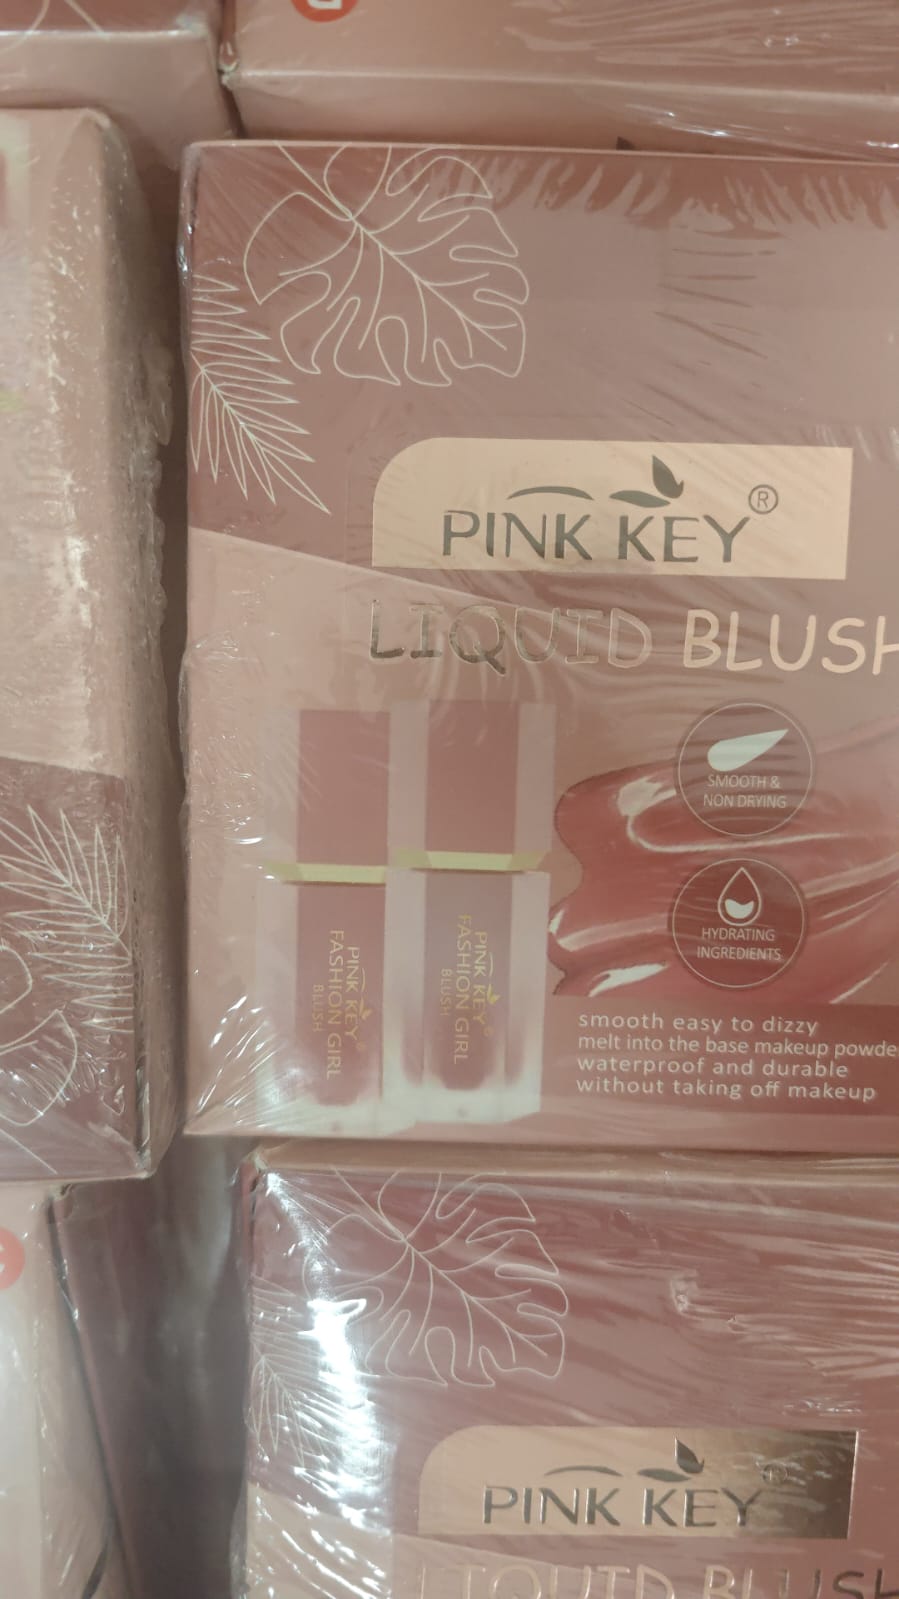 PINK KEY®
LIQUID BLUSH
SMOOTH &
NON DRYING
HYDRATING
INGREDIENTS
PINK KEY®
FASHION GIRL
BLUSH
PINK KEY®
FASHION GIRL
BLUSH
smooth easy to dizzy
melt into the base makeup powde
waterproof and durable
without taking off makeup
PINK KEY®
LIQUID BLUSH